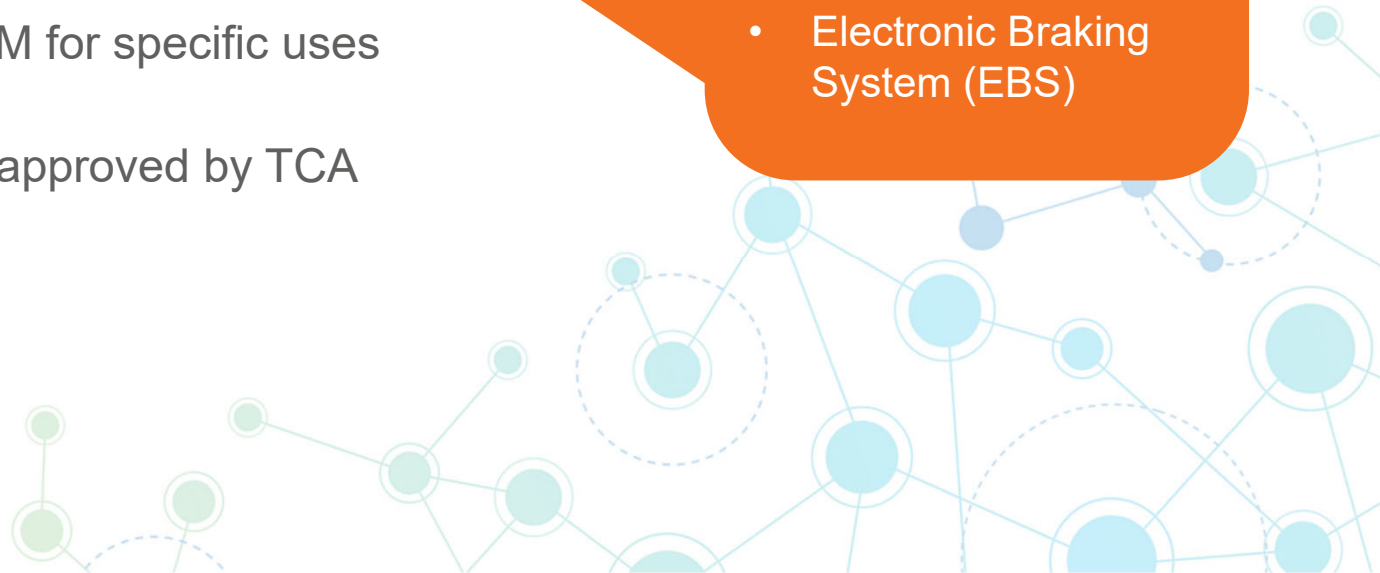 M for specific uses
approved by TCA
• Electronic Braking
System (EBS)